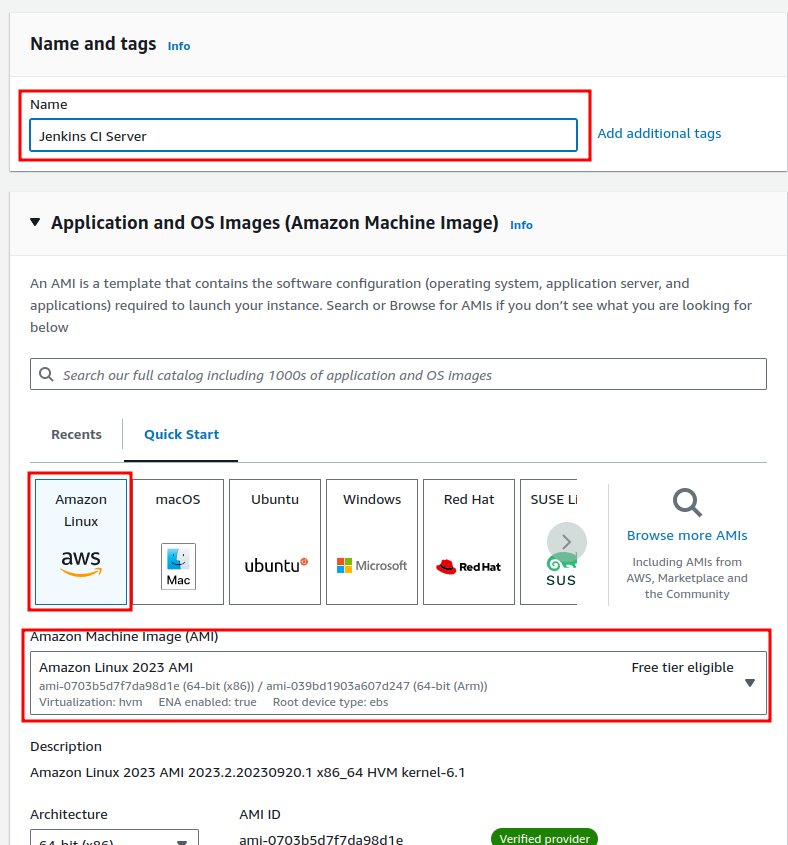 Name and tags Info
Name
Jenkins CI Server
Add additional tags
Application and OS Images (Amazon Machine Image) Info
An AMI is a template that contains the software configuration (operating system, application server, and
applications) required to launch your instance. Search or Browse for AMIs if you don’t see what you are looking for
below
Search our full catalog including 1000s of application and OS images
Recents
Quick Start
Amazon
Linux
aws
macOS
Mac
Ubuntu
ubuntu
Windows
Microsoft
Red Hat
Red Hat
SUSE Li
SUS
Browse more AMIs
Including AMIs from
AWS, Marketplace and
the Community
Amazon Machine Image (AMI)
Amazon Linux 2023 AMI
Free tier eligible
ami-0703b5d7f7da98d1e (64-bit (x86)) / ami-039bd1903a607d247 (64-bit (Arm))
Virtualization: hvm ENA enabled: true Root device type: ebs
Description
Amazon Linux 2023 AMI 2023.2.20230920.1 x86_64 HVM kernel-6.1
Architecture
64-bit (x86)
AMI ID
ami-0703b5d7f7da98d1e
Verified provider